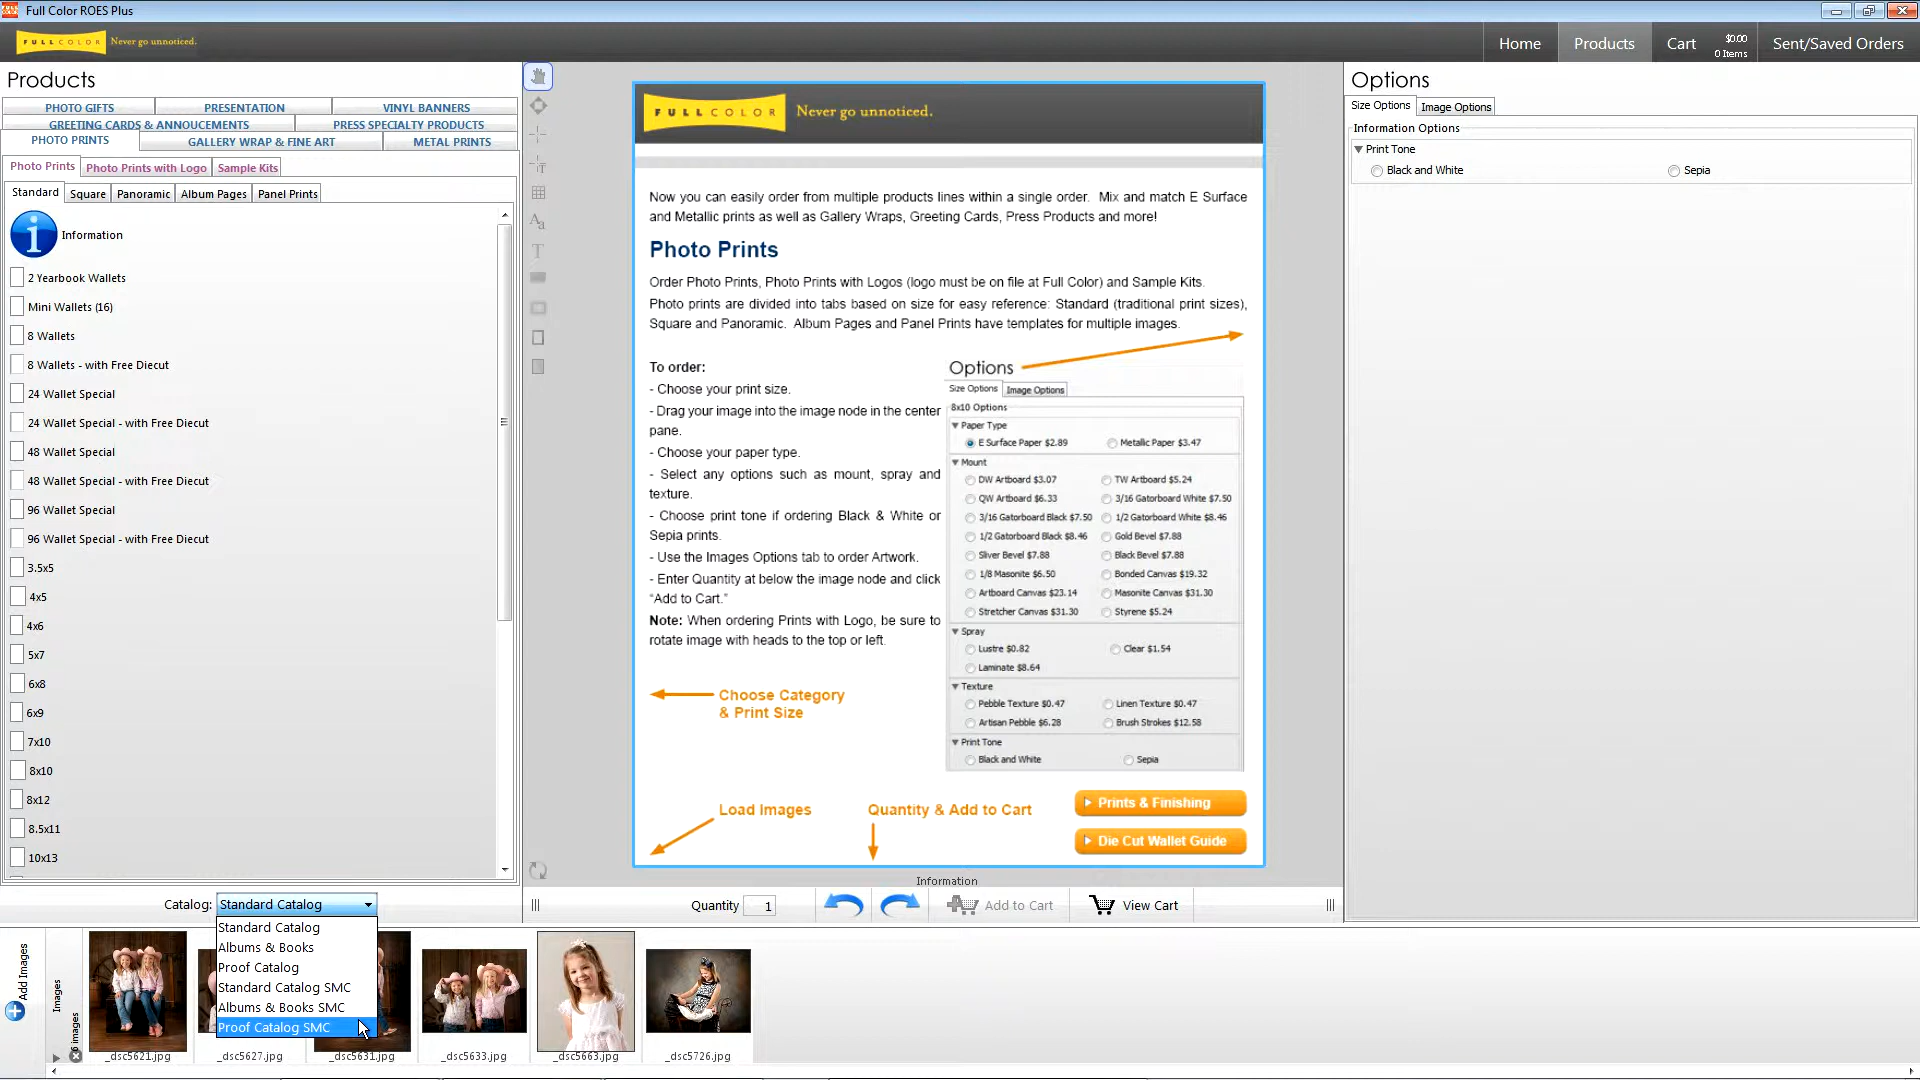 Full Color ROES Plus
FULLCOLOR Never go unnoticed.
Home
Products
Cart
$0.00
0 Items
Sent/Saved Orders
Products
PHOTO GIFTS
PRESENTATION
VINYL BANNERS
GREETING CARDS & ANNOUCEMENTS
PRESS SPECIALTY PRODUCTS
PHOTO PRINTS
GALLERY WRAP & FINE ART
METAL PRINTS
Photo Prints
Photo Prints with Logo
Sample Kits
Standard
Square
Panoramic
Album Pages
Panel Prints
Information
2 Yearbook Wallets
Mini Wallets (16)
8 Wallets
8 Wallets - with Free Diecut
24 Wallet Special
24 Wallet Special - with Free Diecut
48 Wallet Special
48 Wallet Special - with Free Diecut
96 Wallet Special
96 Wallet Special - with Free Diecut
3.5x5
4x5
4x6
5x7
6x8
6x9
7x10
8x10
8x12
8.5x11
10x13
Catalog: Standard Catalog
Standard Catalog
Albums & Books
Proof Catalog
Standard Catalog SMC
Albums & Books SMC
Proof Catalog SMC
FULLCOLOR Never go unnoticed.
Now you can easily order from multiple products lines within a single order. Mix and match E Surface
and Metallic prints as well as Gallery Wraps, Greeting Cards, Press Products and more!
Photo Prints
Order Photo Prints, Photo Prints with Logos (logo must be on file at Full Color) and Sample Kits.
Photo prints are divided into tabs based on size for easy reference: Standard (traditional print sizes),
Square and Panoramic. Album Pages and Panel Prints have templates for multiple images.
To order:
- Choose your print size.
- Drag your image into the image node in the center
pane.
- Choose your paper type.
- Select any options such as mount, spray and
texture.
- Choose print tone if ordering Black & White or
Sepia prints.
- Use the Images Options tab to order Artwork.
- Enter Quantity at below the image node and click
“Add to Cart.”
Note: When ordering Prints with Logo, be sure to
rotate image with heads to the top or left.
Options
Size Options
Image Options
8x10 Options
Paper Type
E Surface Paper $2.89
Metallic Paper $3.47
Mount
DW Artboard $3.07
TW Artboard $5.24
QW Artboard $6.33
3/16 Gatorboard White $7.50
3/16 Gatorboard Black $7.50
1/2 Gatorboard White $8.46
1/2 Gatorboard Black $8.46
Gold Bevel $7.88
Sliver Bevel $7.88
Black Bevel $7.88
1/8 Masonite $6.50
Bonded Canvas $19.32
Artboard Canvas $23.14
Masonite Canvas $31.30
Stretcher Canvas $31.30
Styrene $5.24
Spray
Lustre $0.82
Clear $1.54
Laminate $8.64
Texture
Pebble Texture $0.47
Linen Texture $0.47
Artisan Pebble $6.28
Brush Strokes $12.58
Print Tone
Black and White
Sepia
Choose Category
& Print Size
Load Images
Quantity & Add to Cart
Prints & Finishing
Die Cut Wallet Guide
Information
Quantity 1
Add to Cart
View Cart
Options
Size Options
Image Options
Information Options
Print Tone
Black and White
Sepia
Add Images
Images
6 images
_dsc5621.jpg
_dsc5627.jpg
_dsc5631.jpg
_dsc5633.jpg
_dsc5663.jpg
_dsc5726.jpg